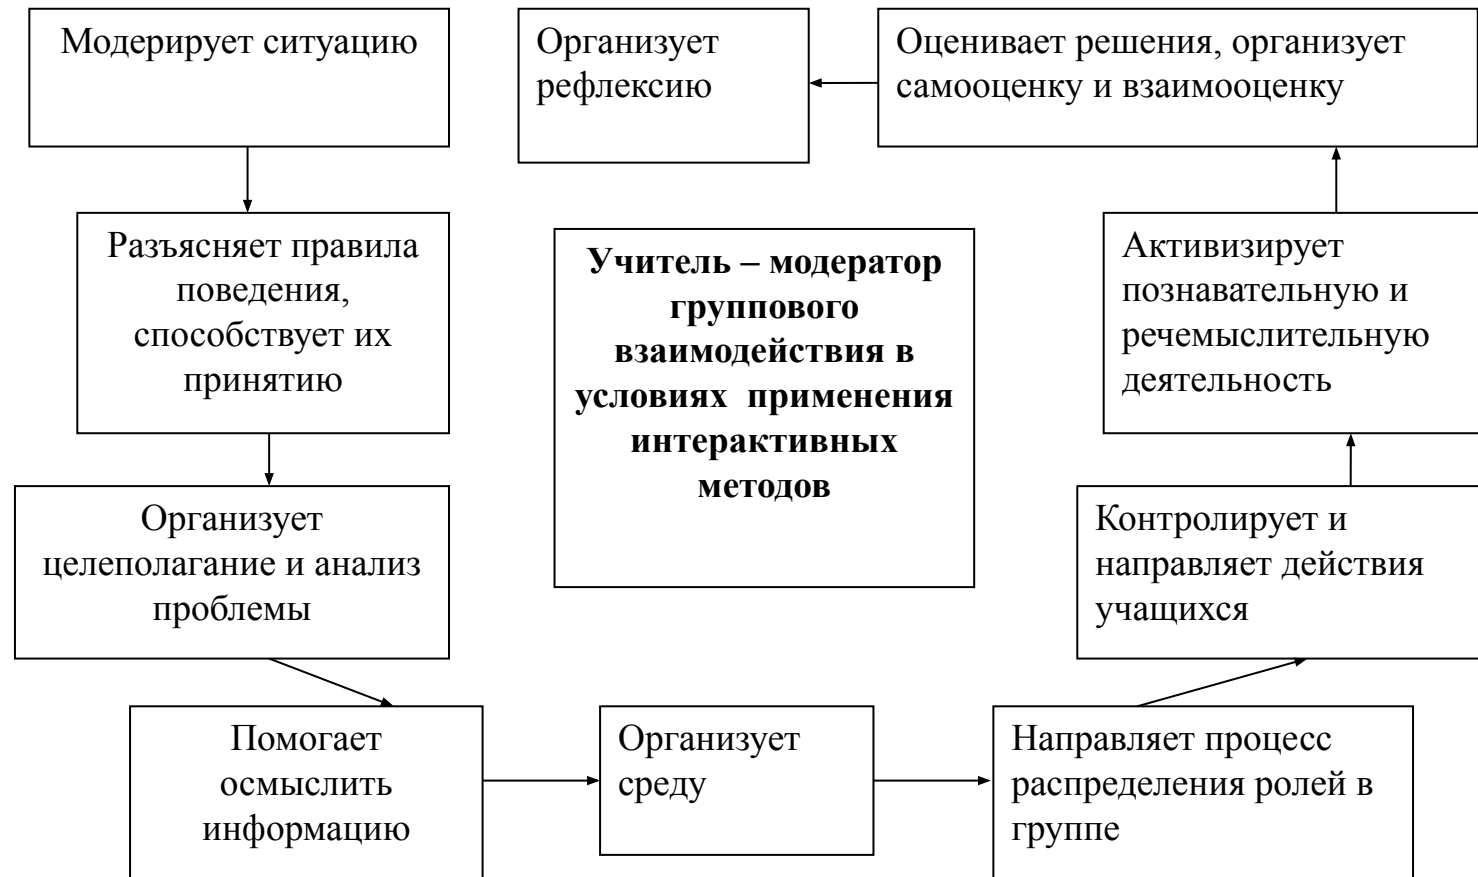 Модерирует ситуацию
Разъясняет правила
поведения,
способствует их
принятию
Организует
целеполагание и анализ
проблемы
Помогает
осмыслить
информацию
Организует
среду
Направляет процесс
распределения ролей в
группе
Контролирует и
направляет действия
учащихся
Активизирует
познавательную и
речемыслительную
деятельность
Оценивает решения, организует
самооценку и взаимооценку
Организует
рефлексию
Учитель – модератор
группового
взаимодействия в
условиях применения
интерактивных
методов